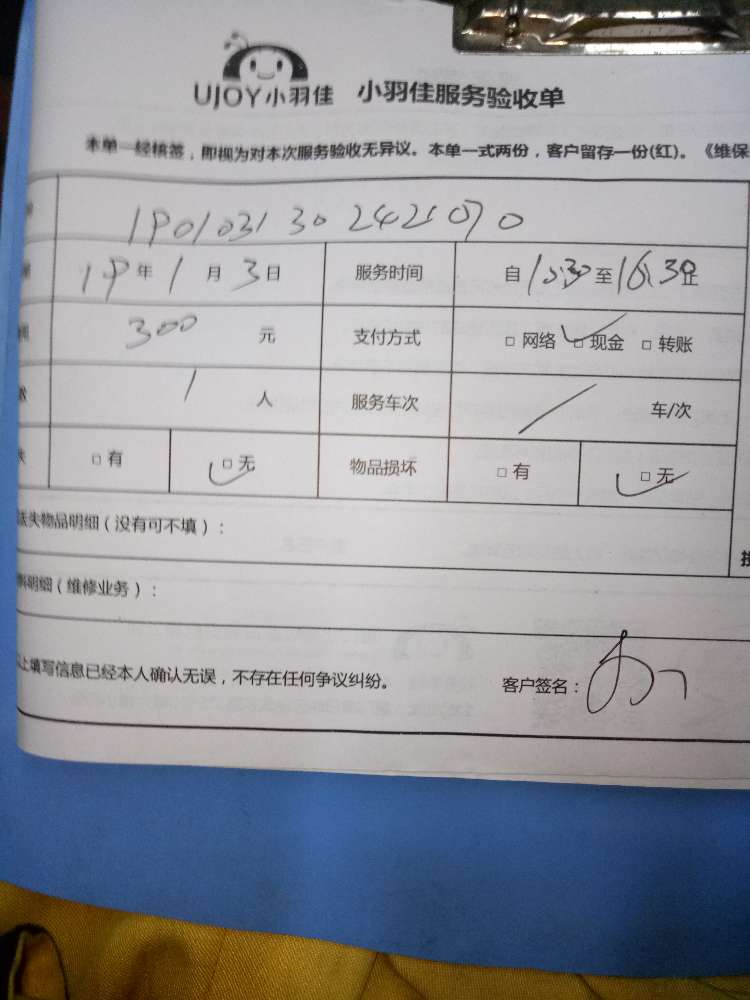 UJOY小羽佳 小羽佳服务验收单
本单一经核签，即视为对本次服务验收无异议。本单一式两份，客户留存一份(红)。《维保
1901031302421070
19年1月3日 服务时间 自 至16:30止
300元 支付方式 □网络 □现金 □转账
1人 服务车次 / 车/次
□有 □无 物品损坏 □有 □无
失物品明细（没有可不填）：
料明细（维修业务）：
上填写信息已经本人确认无误，不存在任何争议纠纷。 客户签名：